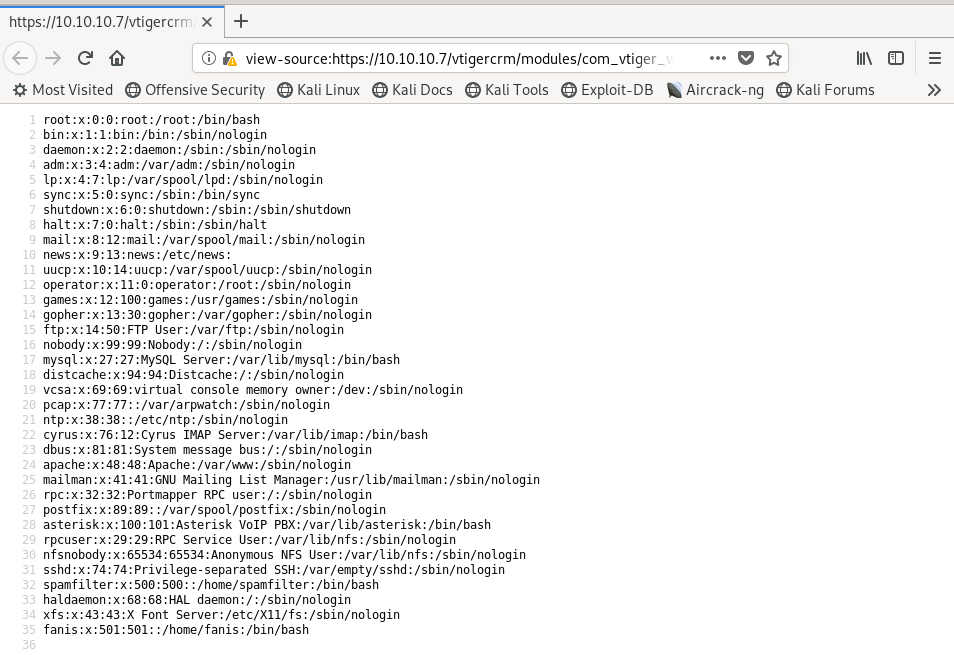 https://10.10.10.7/vtigercrm
view-source:https://10.10.10.7/vtigercrm/modules/com_vtiger_w
Most Visited Offensive Security Kali Linux Kali Docs Kali Tools Exploit-DB Aircrack-ng Kali Forums
1 root:x:0:0:root:/root:/bin/bash
2 bin:x:1:1:bin:/bin:/sbin/nologin
3 daemon:x:2:2:daemon:/sbin:/sbin/nologin
4 adm:x:3:4:adm:/var/adm:/sbin/nologin
5 lp:x:4:7:lp:/var/spool/lpd:/sbin/nologin
6 sync:x:5:0:sync:/sbin:/bin/sync
7 shutdown:x:6:0:shutdown:/sbin:/sbin/shutdown
8 halt:x:7:0:halt:/sbin:/sbin/halt
9 mail:x:8:12:mail:/var/spool/mail:/sbin/nologin
10 news:x:9:13:news:/etc/news:
11 uucp:x:10:14:uucp:/var/spool/uucp:/sbin/nologin
12 operator:x:11:0:operator:/root:/sbin/nologin
13 games:x:12:100:games:/usr/games:/sbin/nologin
14 gopher:x:13:30:gopher:/var/gopher:/sbin/nologin
15 ftp:x:14:50:FTP User:/var/ftp:/sbin/nologin
16 nobody:x:99:99:Nobody:/:/sbin/nologin
17 mysql:x:27:27:MySQL Server:/var/lib/mysql:/bin/bash
18 distcache:x:94:94:Distcache:/:/sbin/nologin
19 vcsa:x:69:69:virtual console memory owner:/dev:/sbin/nologin
20 pcap:x:77:77::/var/arpwatch:/sbin/nologin
21 ntp:x:38:38::/etc/ntp:/sbin/nologin
22 cyrus:x:76:12:Cyrus IMAP Server:/var/lib/imap:/bin/bash
23 dbus:x:81:81:System message bus:/:/sbin/nologin
24 apache:x:48:48:Apache:/var/www:/sbin/nologin
25 mailman:x:41:41:GNU Mailing List Manager:/usr/lib/mailman:/sbin/nologin
26 rpc:x:32:32:Portmapper RPC user:/:/sbin/nologin
27 postfix:x:89:89::/var/spool/postfix:/sbin/nologin
28 asterisk:x:100:101:Asterisk VoIP PBX:/var/lib/asterisk:/bin/bash
29 rpcuser:x:29:29:RPC Service User:/var/lib/nfs:/sbin/nologin
30 nfsnobody:x:65534:65534:Anonymous NFS User:/var/lib/nfs:/sbin/nologin
31 sshd:x:74:74:Privilege-separated SSH:/var/empty/sshd:/sbin/nologin
32 spamfilter:x:500:500::/home/spamfilter:/bin/bash
33 haldaemon:x:68:68:HAL daemon:/:/sbin/nologin
34 xfs:x:43:43:X Font Server:/etc/X11/fs:/sbin/nologin
35 fanis:x:501:501::/home/fanis:/bin/bash
36